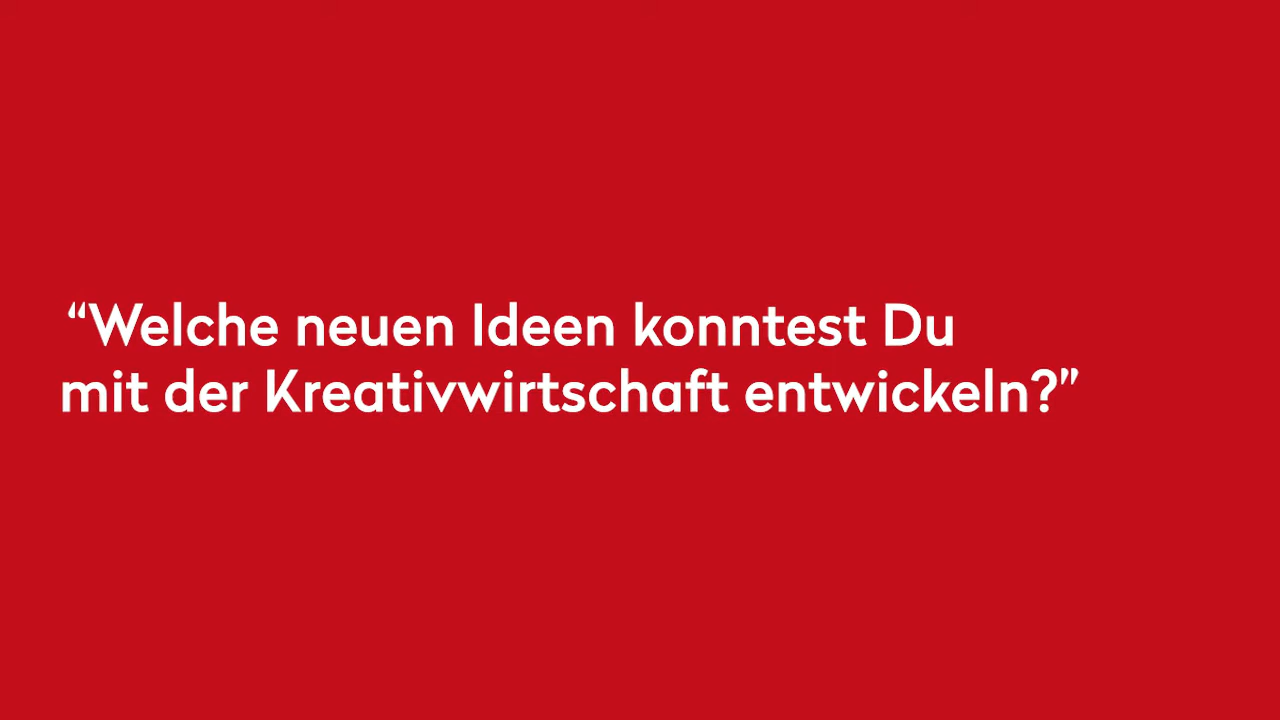 “Welche neuen Ideen konntest Du
mit der Kreativwirtschaft entwickeln?”